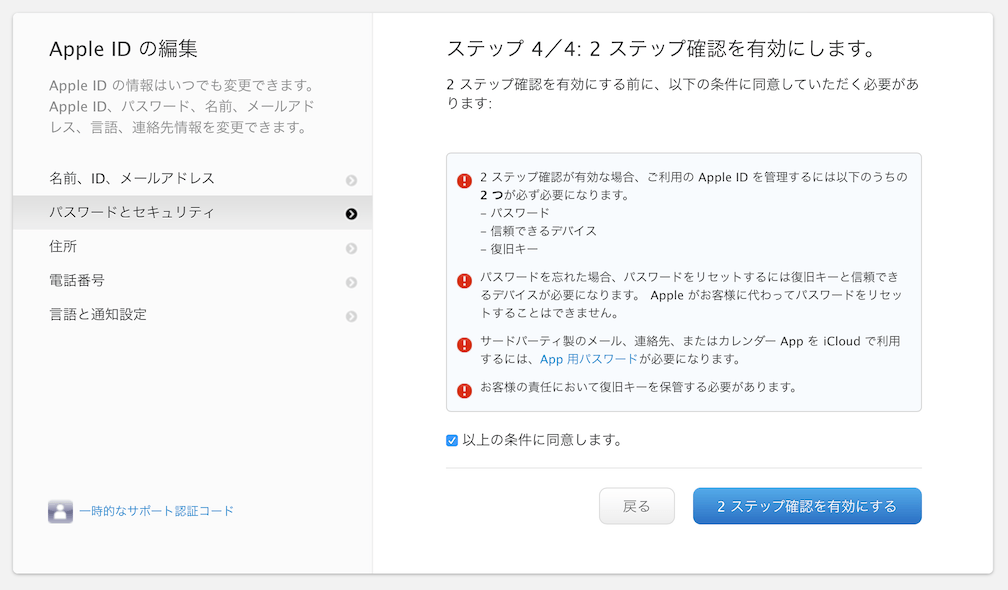 Apple ID の編集
Apple ID の情報はいつでも変更できます。
Apple ID、パスワード、名前、メールアド
レス、言語、連絡先情報を変更できます。
名前、ID、メールアドレス
パスワードとセキュリティ
住所
電話番号
言語と通知設定
一時的なサポート認証コード
ステップ 4／4: 2 ステップ確認を有効にします。
2 ステップ確認を有効にする前に、以下の条件に同意していただく必要があ
ります:
2 ステップ確認が有効な場合、ご利用の Apple ID を管理するには以下のうちの
2 つが必ず必要になります。
– パスワード
– 信頼できるデバイス
– 復旧キー
パスワードを忘れた場合、パスワードをリセットするには復旧キーと信頼でき
るデバイスが必要になります。 Apple がお客様に代わってパスワードをリセッ
トすることはできません。
サードパーティ製のメール、連絡先、またはカレンダー App を iCloud で利用
するには、App 用パスワードが必要になります。
お客様の責任において復旧キーを保管する必要があります。
以上の条件に同意します。
戻る
2 ステップ確認を有効にする